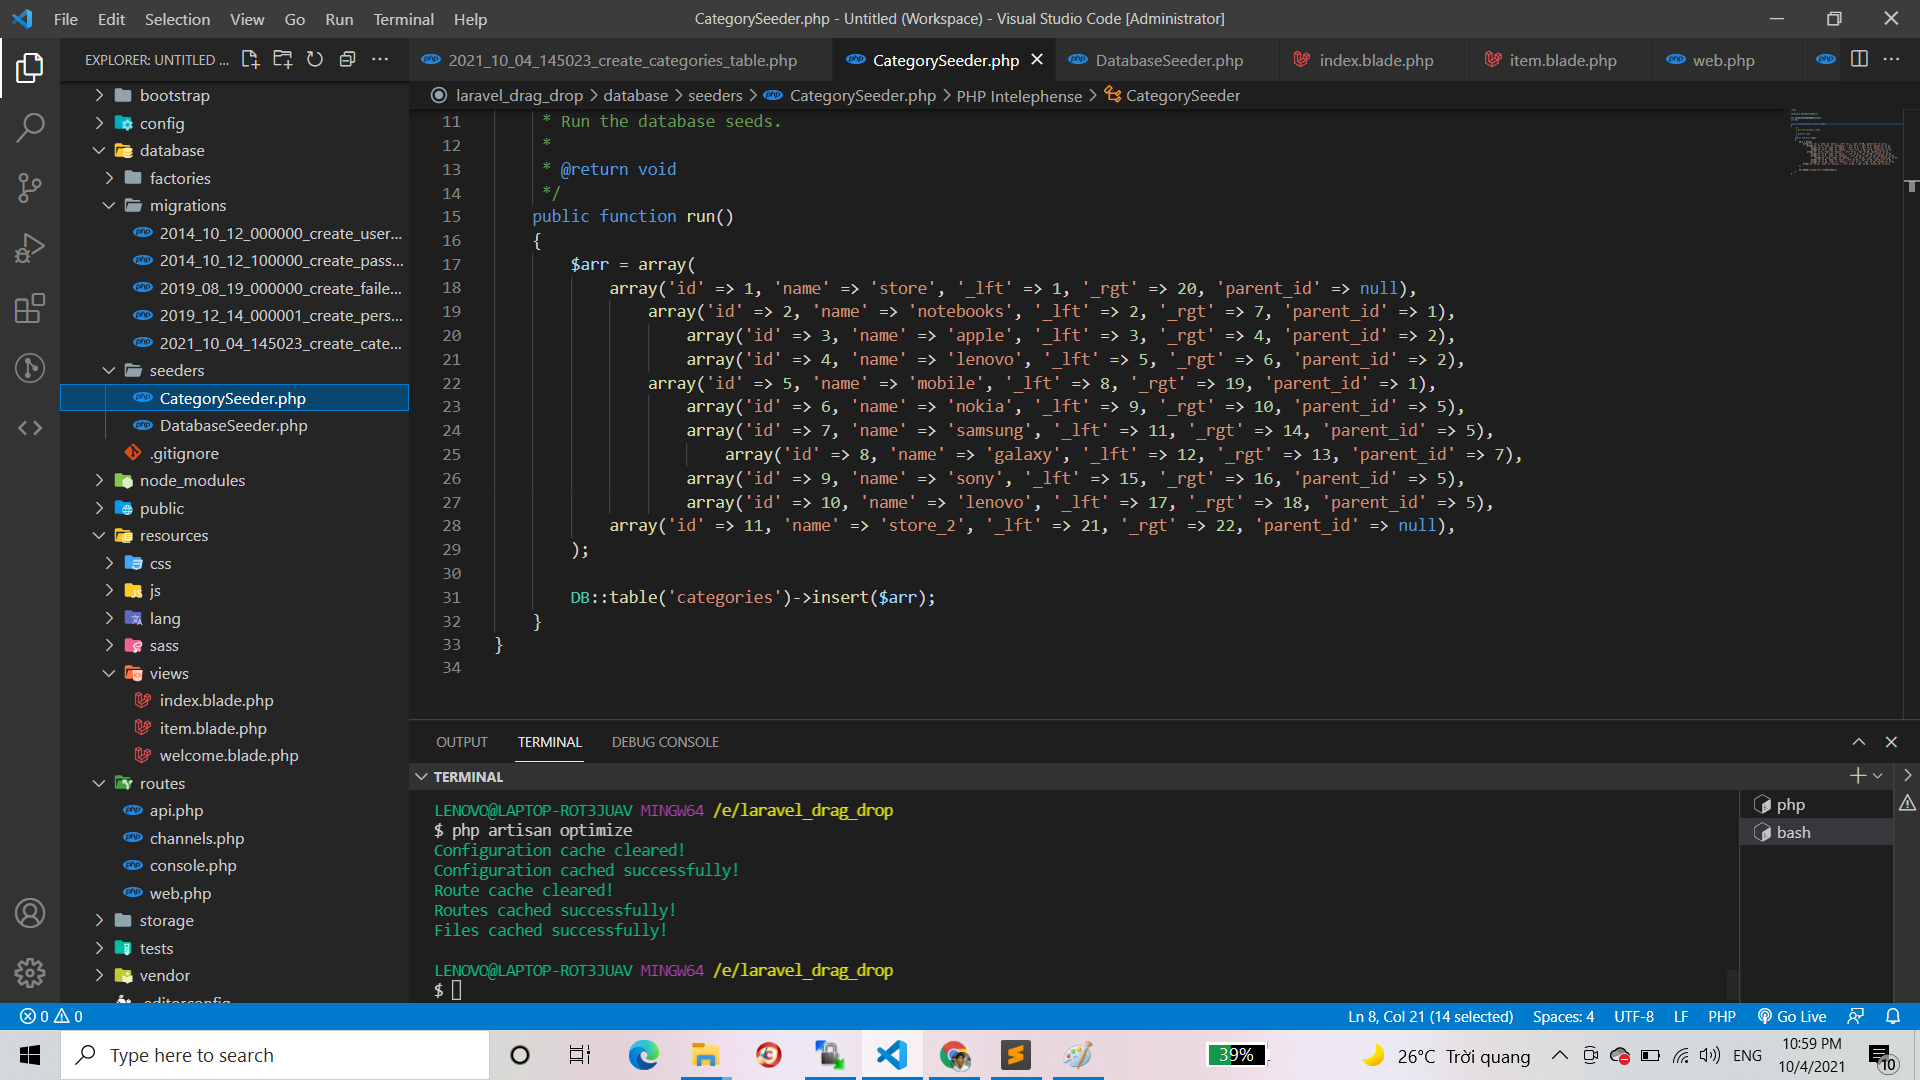 File Edit Selection View Go Run Terminal Help
CategorySeeder.php - Untitled (Workspace) - Visual Studio Code [Administrator]
EXPLORER: UNTITLED ...
2021_10_04_145023_create_categories_table.php CategorySeeder.php DatabaseSeeder.php index.blade.php item.blade.php web.php
laravel_drag_drop > database > seeders > CategorySeeder.php > PHP Intelephense > CategorySeeder
bootstrap
config
database
factories
migrations
2014_10_12_000000_create_user...
2014_10_12_100000_create_pass...
2019_08_19_000000_create_faile...
2019_12_14_000001_create_pers...
2021_10_04_145023_create_cate...
seeders
CategorySeeder.php
DatabaseSeeder.php
.gitignore
node_modules
public
resources
css
js
lang
sass
views
index.blade.php
item.blade.php
welcome.blade.php
routes
api.php
channels.php
console.php
web.php
storage
tests
vendor
.editorconfig
11 * Run the database seeds.
12 *
13 * @return void
14 */
15 public function run()
16 {
17 $arr = array(
18 array('id' => 1, 'name' => 'store', '_lft' => 1, '_rgt' => 20, 'parent_id' => null),
19 array('id' => 2, 'name' => 'notebooks', '_lft' => 2, '_rgt' => 7, 'parent_id' => 1),
20 array('id' => 3, 'name' => 'apple', '_lft' => 3, '_rgt' => 4, 'parent_id' => 2),
21 array('id' => 4, 'name' => 'lenovo', '_lft' => 5, '_rgt' => 6, 'parent_id' => 2),
22 array('id' => 5, 'name' => 'mobile', '_lft' => 8, '_rgt' => 19, 'parent_id' => 1),
23 array('id' => 6, 'name' => 'nokia', '_lft' => 9, '_rgt' => 10, 'parent_id' => 5),
24 array('id' => 7, 'name' => 'samsung', '_lft' => 11, '_rgt' => 14, 'parent_id' => 5),
25 array('id' => 8, 'name' => 'galaxy', '_lft' => 12, '_rgt' => 13, 'parent_id' => 7),
26 array('id' => 9, 'name' => 'sony', '_lft' => 15, '_rgt' => 16, 'parent_id' => 5),
27 array('id' => 10, 'name' => 'lenovo', '_lft' => 17, '_rgt' => 18, 'parent_id' => 5),
28 array('id' => 11, 'name' => 'store_2', '_lft' => 21, '_rgt' => 22, 'parent_id' => null),
29 );
30
31 DB::table('categories')->insert($arr);
32 }
33 }
34
OUTPUT TERMINAL DEBUG CONSOLE
TERMINAL
LENOVO@LAPTOP-ROT3JUAV MINGW64 /e/laravel_drag_drop
$ php artisan optimize
Configuration cache cleared!
Configuration cached successfully!
Route cache cleared!
Routes cached successfully!
Files cached successfully!
LENOVO@LAPTOP-ROT3JUAV MINGW64 /e/laravel_drag_drop
$
php
bash
0 0
Ln 8, Col 21 (14 selected) Spaces: 4 UTF-8 LF PHP Go Live
Type here to search
39%
26°C Trời quang
ENG
10:59 PM
10/4/2021
10